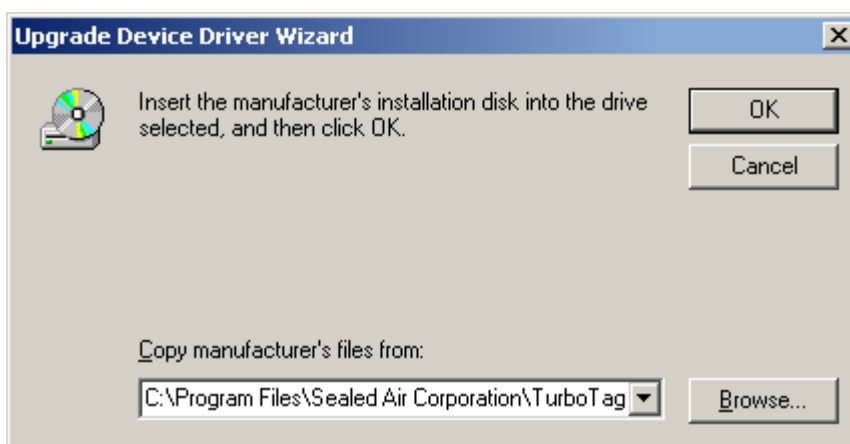 Upgrade Device Driver Wizard
Insert the manufacturer's installation disk into the drive
selected, and then click OK.
OK
Cancel
Copy manufacturer's files from:
C:\Program Files\Sealed Air Corporation\TurboTag
Browse...